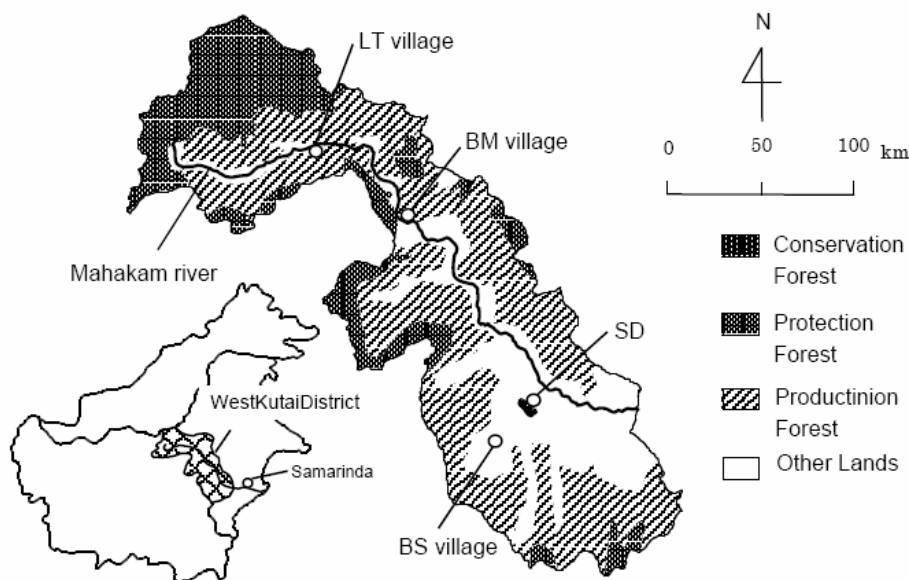 LT village
N
BM village
0 50 100 km
Mahakam river
Conservation
Forest
Protection
Forest
SD
Productinion
Forest
Other Lands
WestKutaiDistrict
Samarinda
BS village